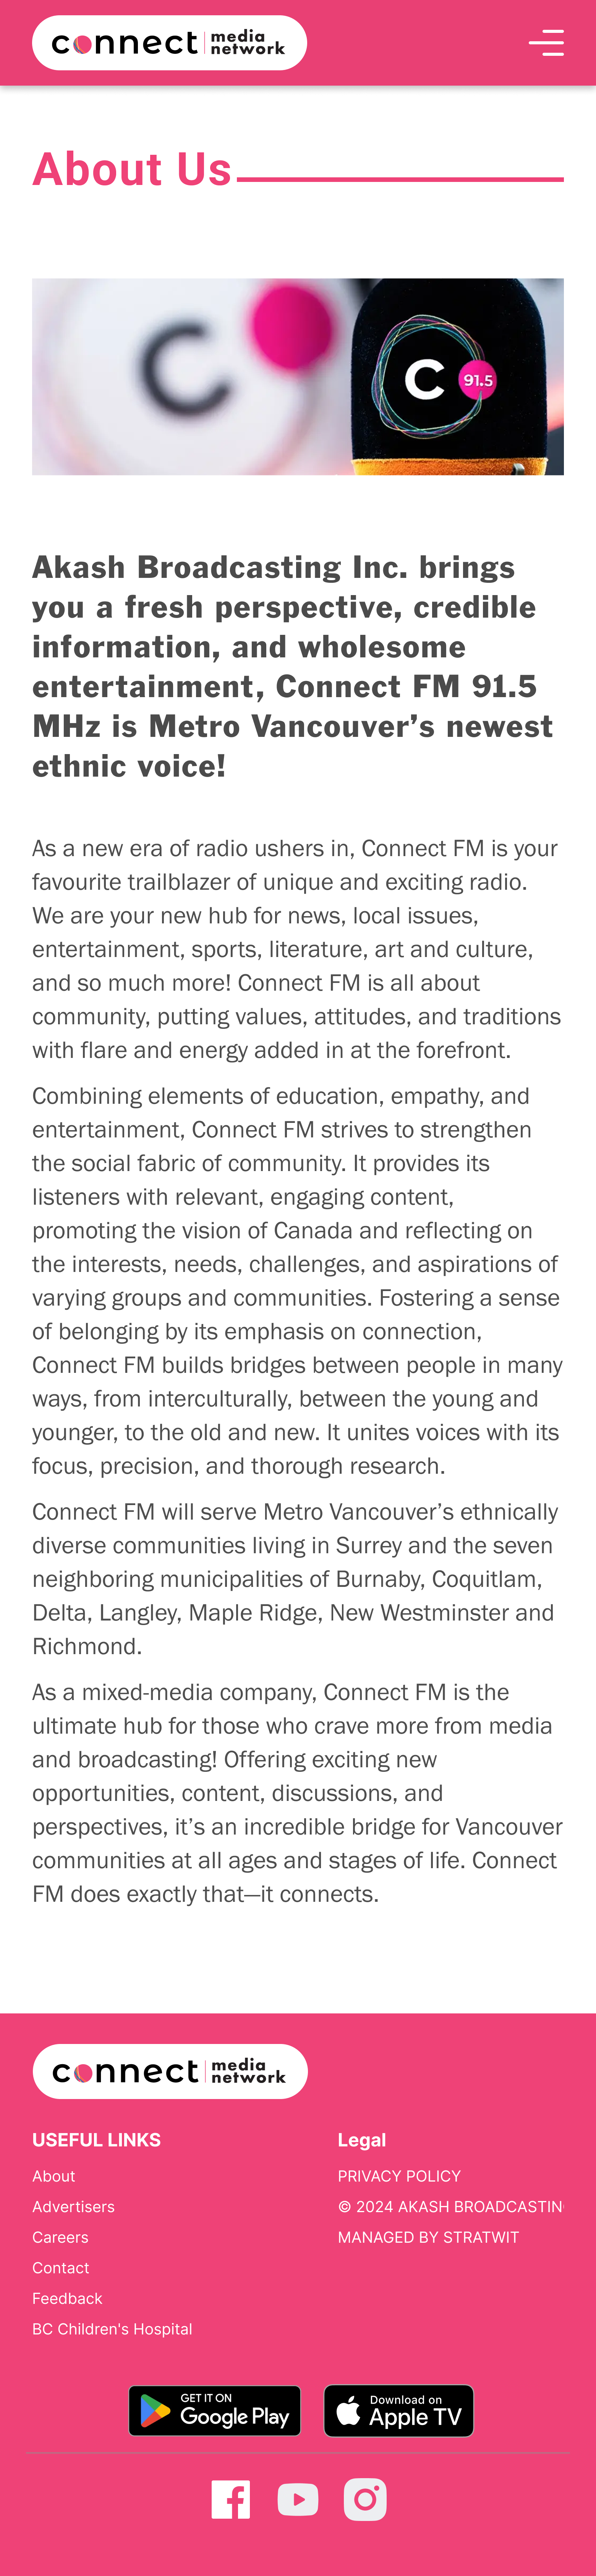 connect media
network
About Us
C
C 91.5
Akash Broadcasting Inc. brings
you a fresh perspective, credible
information, and wholesome
entertainment, Connect FM 91.5
MHz is Metro Vancouver’s newest
ethnic voice!
As a new era of radio ushers in, Connect FM is your
favourite trailblazer of unique and exciting radio.
We are your new hub for news, local issues,
entertainment, sports, literature, art and culture,
and so much more! Connect FM is all about
community, putting values, attitudes, and traditions
with flare and energy added in at the forefront.
Combining elements of education, empathy, and
entertainment, Connect FM strives to strengthen
the social fabric of community. It provides its
listeners with relevant, engaging content,
promoting the vision of Canada and reflecting on
the interests, needs, challenges, and aspirations of
varying groups and communities. Fostering a sense
of belonging by its emphasis on connection,
Connect FM builds bridges between people in many
ways, from interculturally, between the young and
younger, to the old and new. It unites voices with its
focus, precision, and thorough research.
Connect FM will serve Metro Vancouver’s ethnically
diverse communities living in Surrey and the seven
neighboring municipalities of Burnaby, Coquitlam,
Delta, Langley, Maple Ridge, New Westminster and
Richmond.
As a mixed-media company, Connect FM is the
ultimate hub for those who crave more from media
and broadcasting! Offering exciting new
opportunities, content, discussions, and
perspectives, it’s an incredible bridge for Vancouver
communities at all ages and stages of life. Connect
FM does exactly that—it connects.
connect media
network
USEFUL LINKS
About
Advertisers
Careers
Contact
Feedback
BC Children's Hospital
Legal
PRIVACY POLICY
© 2024 AKASH BROADCASTIN
MANAGED BY STRATWIT
GET IT ON
Google Play
Download on
Apple TV